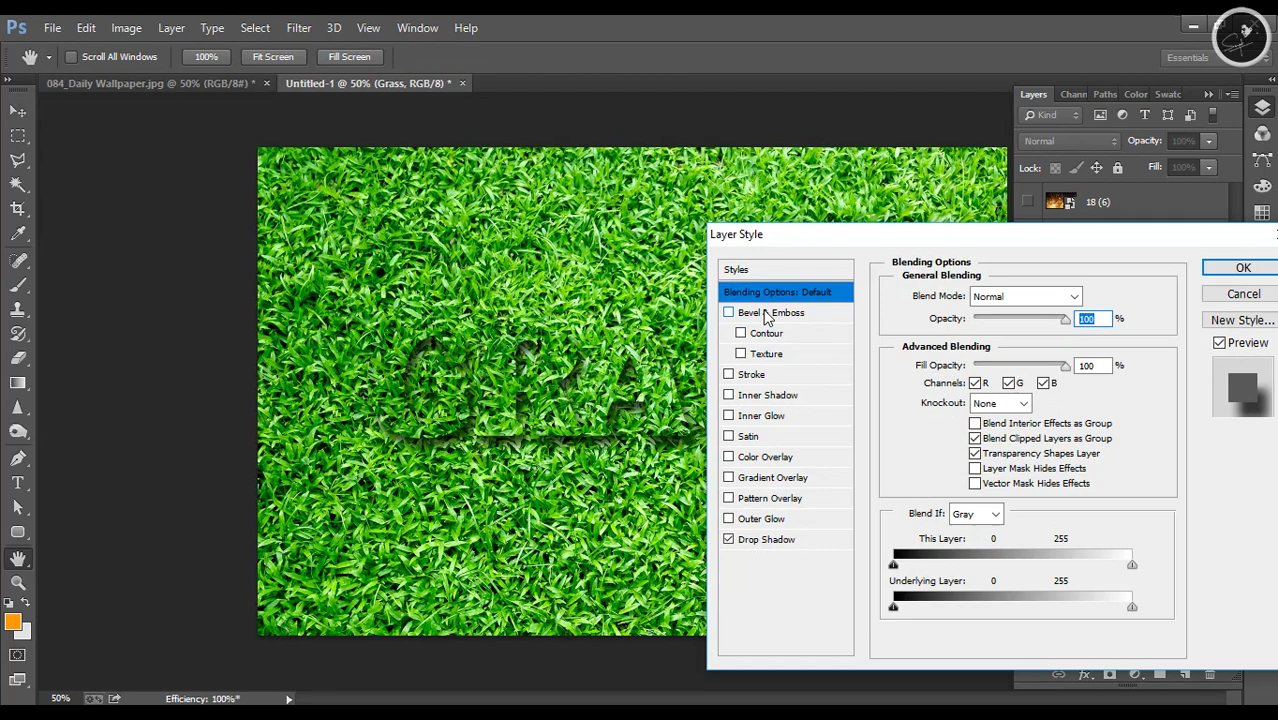 Ps File Edit Image Layer Type Select Filter 3D View Window Help
Scroll All Windows 100% Fit Screen Fill Screen Essentials
084_Daily Wallpaper.jpg @ 50% (RGB/8#) * × Untitled-1 @ 50% (Grass, RGB/8) * ×
Layers Chann Paths Color Swatc
Kind
Normal Opacity: 100%
Lock: Fill: 100%
18 (6)
Layer Style
Styles
Blending Options: Default
Bevel & Emboss
Contour
Texture
Stroke
Inner Shadow
Inner Glow
Satin
Color Overlay
Gradient Overlay
Pattern Overlay
Outer Glow
Drop Shadow
Blending Options
General Blending
Blend Mode: Normal
Opacity: 100 %
Advanced Blending
Fill Opacity: 100 %
Channels: R G B
Knockout: None
Blend Interior Effects as Group
Blend Clipped Layers as Group
Transparency Shapes Layer
Layer Mask Hides Effects
Vector Mask Hides Effects
Blend If: Gray
This Layer: 0 255
Underlying Layer: 0 255
OK
Cancel
New Style...
Preview
50% Efficiency: 100%*